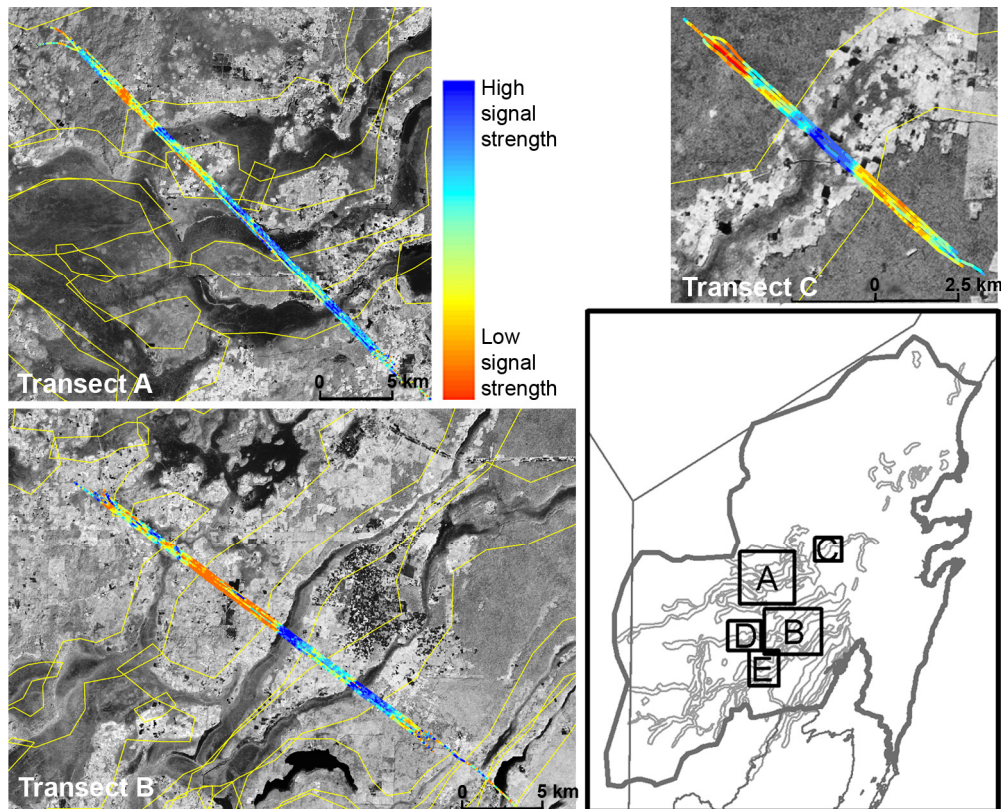 Transect A
0 5 km
High
signal
strength
Low
signal
strength
Transect C
0 2.5 km
Transect B
0 5 km
A
B
C
D
E